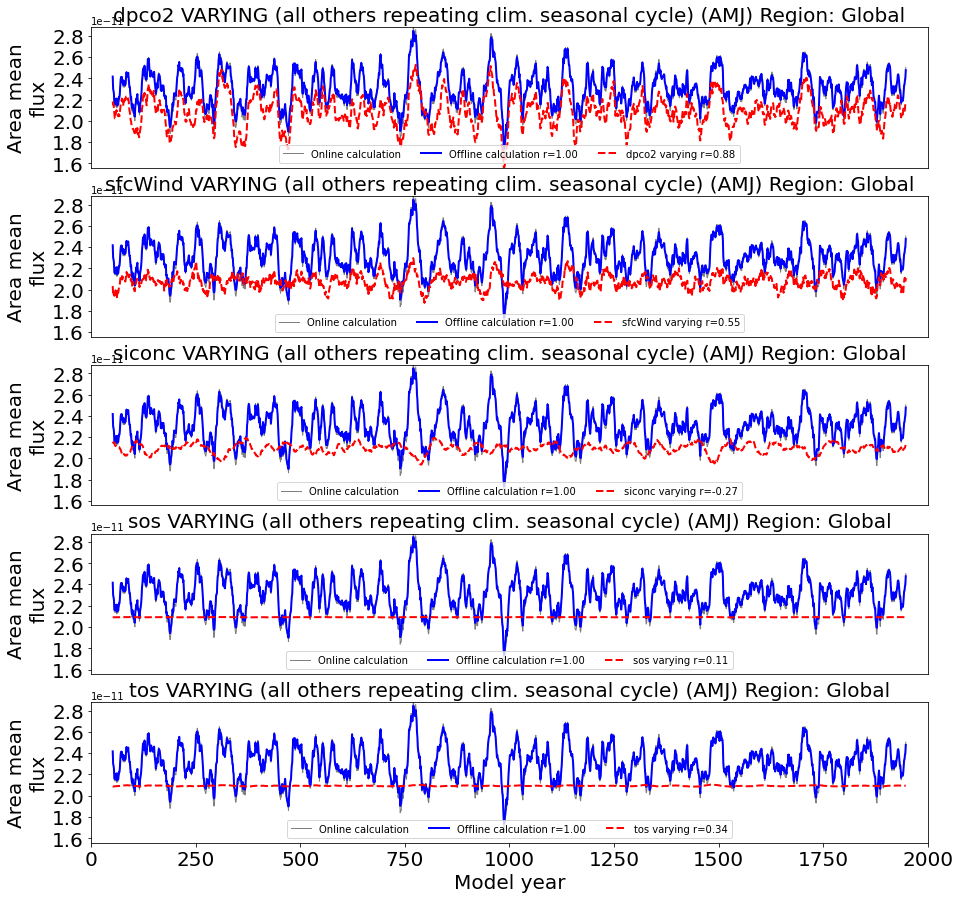 dpco2 VARYING (all others repeating clim. seasonal cycle) (AMJ) Region: Global
1e−11
2.8
2.6
2.4
2.2
2.0
1.8
1.6
Area mean
flux
Online calculation
Offline calculation r=1.00
dpco2 varying r=0.88
sfcWind VARYING (all others repeating clim. seasonal cycle) (AMJ) Region: Global
1e−11
2.8
2.6
2.4
2.2
2.0
1.8
1.6
Area mean
flux
Online calculation
Offline calculation r=1.00
sfcWind varying r=0.55
siconc VARYING (all others repeating clim. seasonal cycle) (AMJ) Region: Global
1e−11
2.8
2.6
2.4
2.2
2.0
1.8
1.6
Area mean
flux
Online calculation
Offline calculation r=1.00
siconc varying r=-0.27
sos VARYING (all others repeating clim. seasonal cycle) (AMJ) Region: Global
1e−11
2.8
2.6
2.4
2.2
2.0
1.8
1.6
Area mean
flux
Online calculation
Offline calculation r=1.00
sos varying r=0.11
tos VARYING (all others repeating clim. seasonal cycle) (AMJ) Region: Global
1e−11
2.8
2.6
2.4
2.2
2.0
1.8
1.6
Area mean
flux
Online calculation
Offline calculation r=1.00
tos varying r=0.34
0 250 500 750 1000 1250 1500 1750 2000
Model year